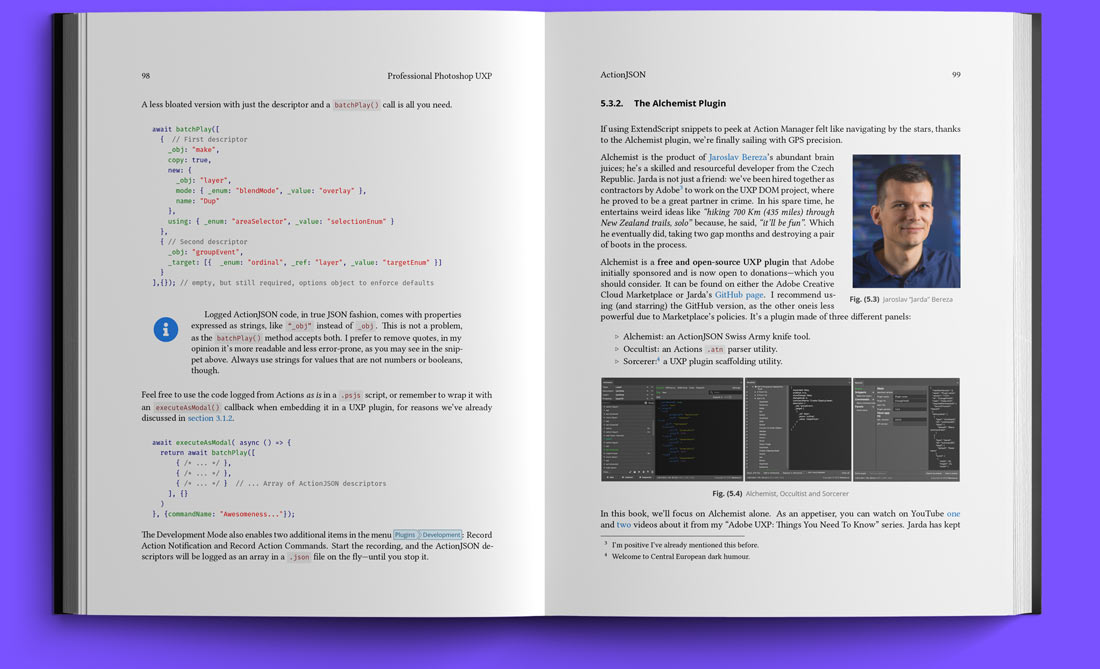 98
Professional Photoshop UXP
A less bloated version with just the descriptor and a batchPlay() call is all you need.
await batchPlay([
{ // First descriptor
_obj: "make",
copy: true,
new: {
_obj: "layer",
mode: { _enum: "blendMode", _value: "overlay" },
name: "Dup"
},
using: { _enum: "areaSelector", _value: "selectionEnum" }
},
{ // Second descriptor
_obj: "groupEvent",
_target: [{ _enum: "ordinal", _ref: "layer", _value: "targetEnum" }]
}
],{}); // empty, but still required, options object to enforce defaults
Logged ActionJSON code, in true JSON fashion, comes with properties
expressed as strings, like "_obj" instead of _obj. This is not a problem,
as the batchPlay() method accepts both. I prefer to remove quotes, in my
opinion it's more readable and less error-prone, as you may see in the snip-
pet above. Always use strings for values that are not numbers or booleans,
though.
Feel free to use the code logged from Actions as is in a .psjs script, or remember to wrap it with
an executeAsModal() callback when embedding it in a UXP plugin, for reasons we've already
discussed in section 3.1.2.
await executeAsModal( async () => {
return await batchPlay([
{ /* ... */ },
{ /* ... */ },
{ /* ... */ } // ... Array of ActionJSON descriptors
], {}
)
}, {commandName: "Awesomeness..."});
The Development Mode also enables two additional items in the menu Plugins Development: Record
Action Notification and Record Action Commands. Start the recording, and the ActionJSON de-
scriptors will be logged as an array in a .json file on the fly—until you stop it.
ActionJSON
99
5.3.2. The Alchemist Plugin
If using ExtendScript snippets to peek at Action Manager felt like navigating by the stars, thanks
to the Alchemist plugin, we're finally sailing with GPS precision.
Alchemist is the product of Jaroslav Bereza's abundant brain
juices; he's a skilled and resourceful developer from the Czech
Republic. Jarda is not just a friend: we've been hired together as
contractors by Adobe3 to work on the UXP DOM project, where
he proved to be a great partner in crime. In his spare time, he
entertains weird ideas like "hiking 700 Km (435 miles) through
New Zealand trails, solo" because, he said, "it'll be fun". Which
he eventually did, taking two gap months and destroying a pair
of boots in the process.
Alchemist is a free and open-source UXP plugin that Adobe
initially sponsored and is now open to donations—which you
should consider. It can be found on either the Adobe Creative
Cloud Marketplace or Jarda's GitHub page. I recommend us-
ing (and starring) the GitHub version, as the other oneis less
powerful due to Marketplace's policies. It's a plugin made of three different panels:
Fig. (5.3) Jaroslav "Jarda" Bereza
▹ Alchemist: an ActionJSON Swiss Army knife tool.
▹ Occultist: an Actions .atn parser utility.
▹ Sorcerer:4 a UXP plugin scaffolding utility.
Fig. (5.4) Alchemist, Occultist and Sorcerer
In this book, we'll focus on Alchemist alone. As an appetiser, you can watch on YouTube one
and two videos about it from my "Adobe UXP: Things You Need To Know" series. Jarda has kept
3 I'm positive I've already mentioned this before.
4 Welcome to Central European dark humour.